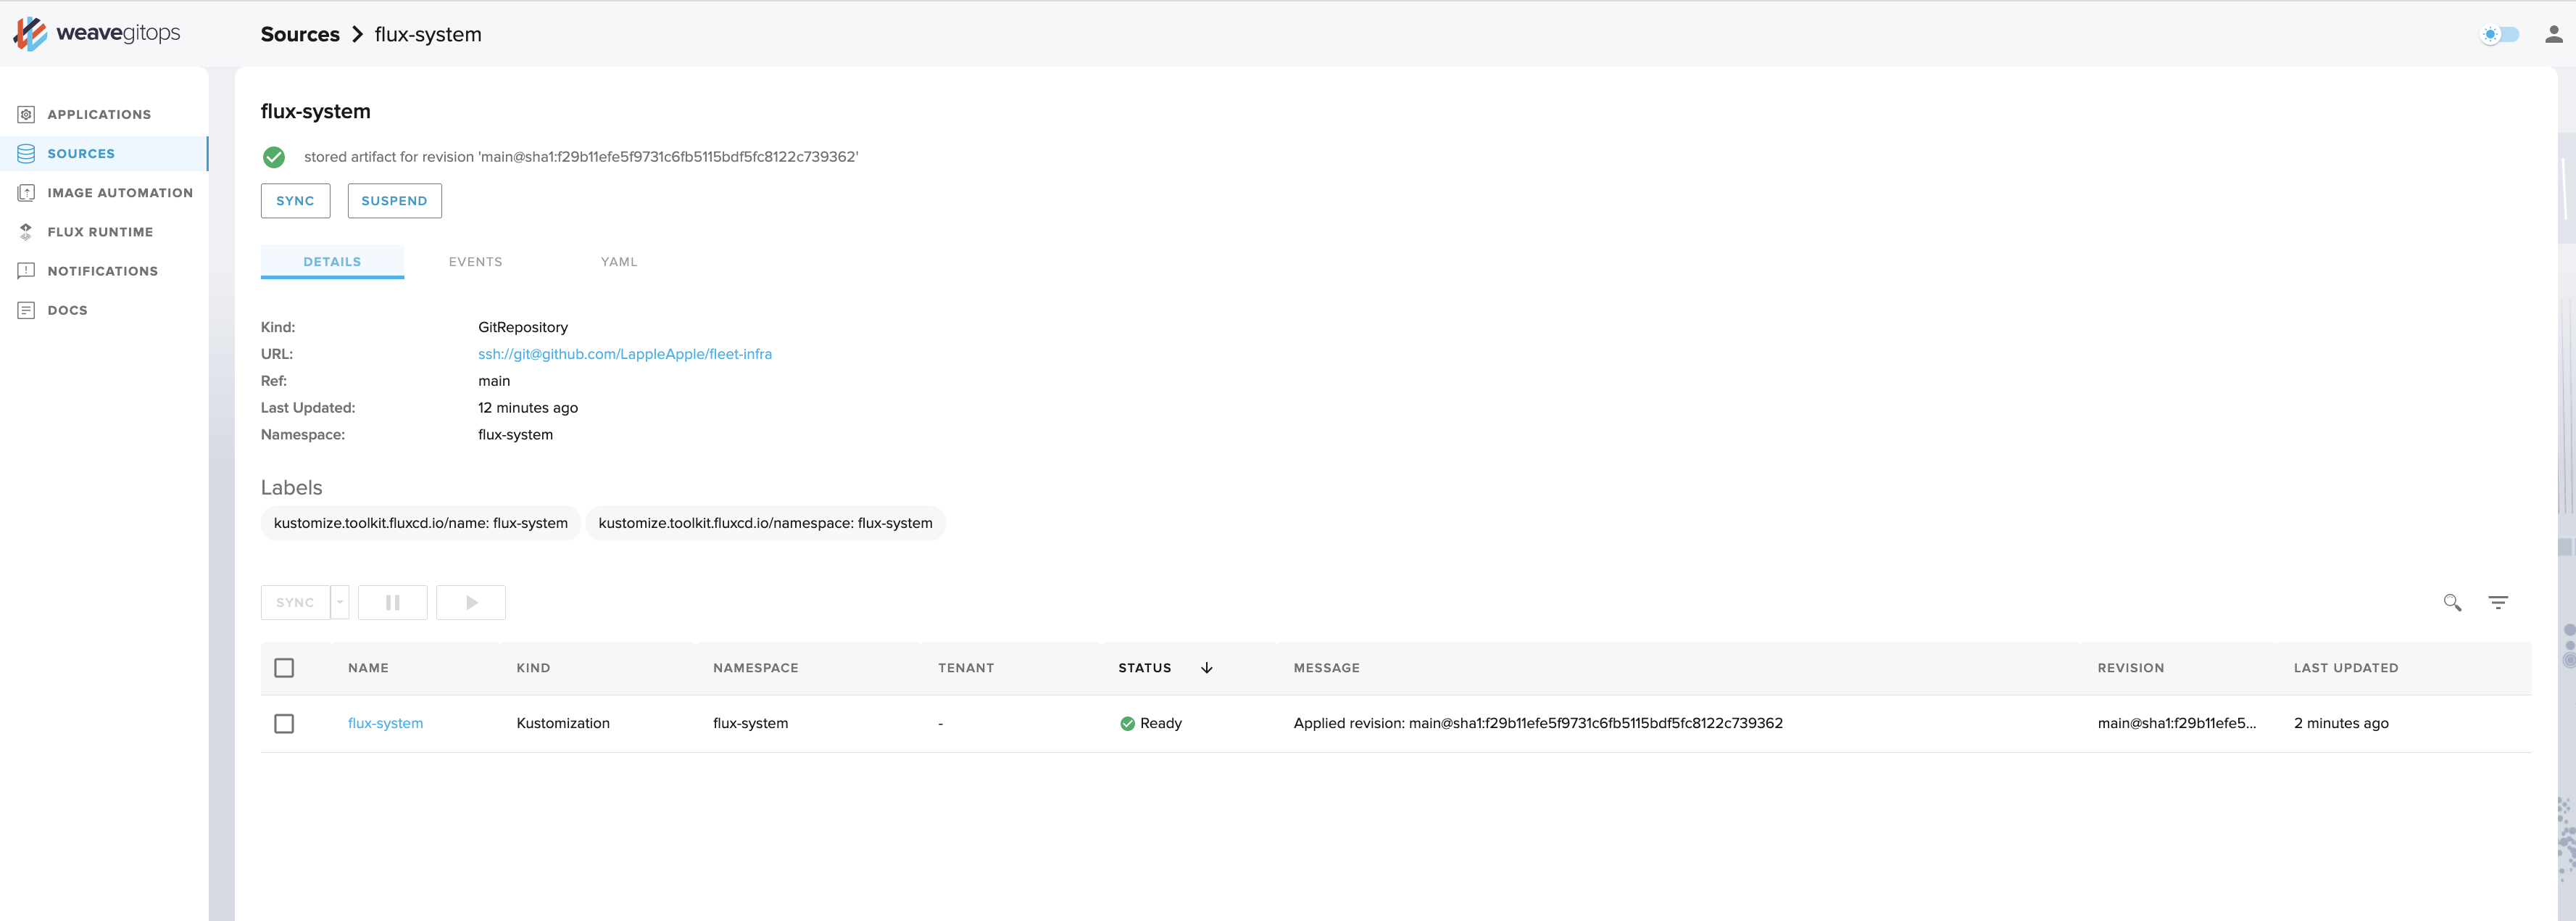 weavegitops
Sources > flux-system
APPLICATIONS
SOURCES
IMAGE AUTOMATION
FLUX RUNTIME
NOTIFICATIONS
DOCS
flux-system
stored artifact for revision 'main@sha1:f29b11efe5f9731c6fb5115bdf5fc8122c739362'
SYNC SUSPEND
DETAILS EVENTS YAML
Kind: GitRepository
URL: ssh://git@github.com/LappleApple/fleet-infra
Ref: main
Last Updated: 12 minutes ago
Namespace: flux-system
Labels
kustomize.toolkit.fluxcd.io/name: flux-system kustomize.toolkit.fluxcd.io/namespace: flux-system
SYNC
NAME KIND NAMESPACE TENANT STATUS MESSAGE REVISION LAST UPDATED
flux-system Kustomization flux-system - Ready Applied revision: main@sha1:f29b11efe5f9731c6fb5115bdf5fc8122c739362 main@sha1:f29b11efe5... 2 minutes ago